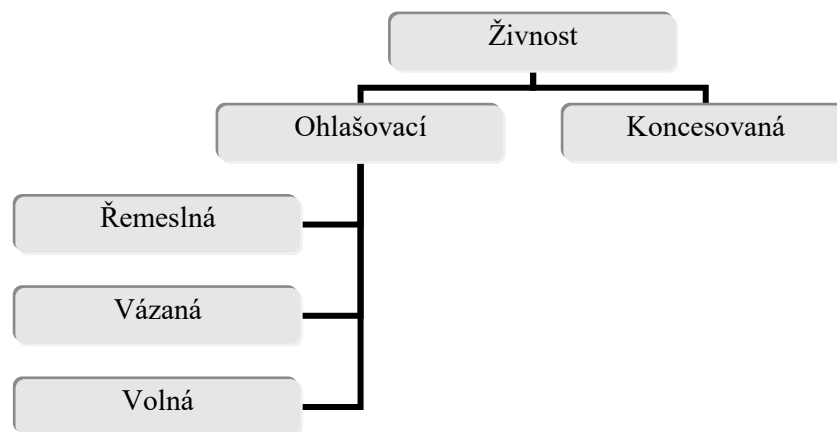 Živnost
Ohlašovací
Koncesovaná
Řemeslná
Vázaná
Volná